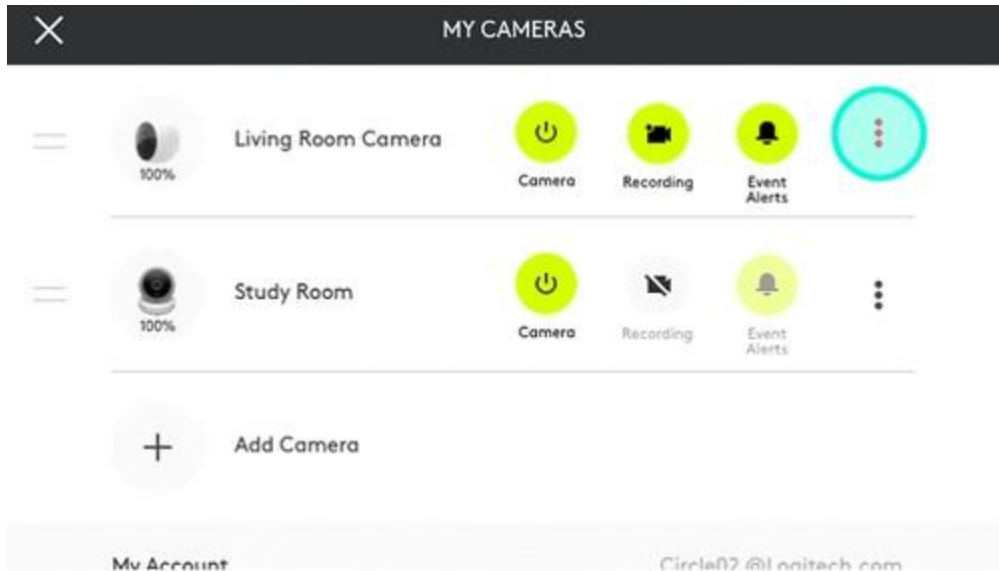 MY CAMERAS
Living Room Camera
100%
Camera
Recording
Event
Alerts
Study Room
100%
Camera
Recording
Event
Alerts
Add Camera
My Account
Circle02 @Logitech.com